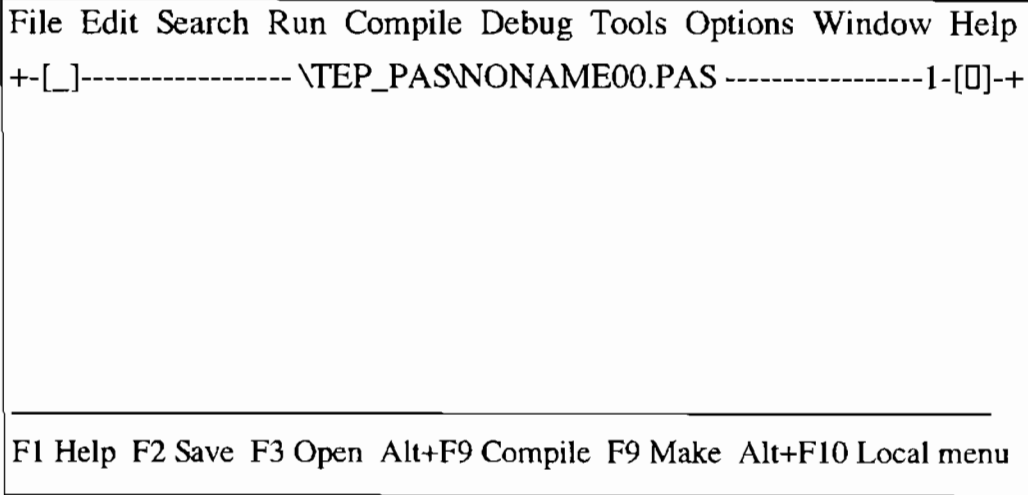 File Edit Search Run Compile Debug Tools Options Window Help
+-[_]------------------ \TEP_PAS\NONAME00.PAS -----------------1-[▯]-+
F1 Help F2 Save F3 Open Alt+F9 Compile F9 Make Alt+F10 Local menu